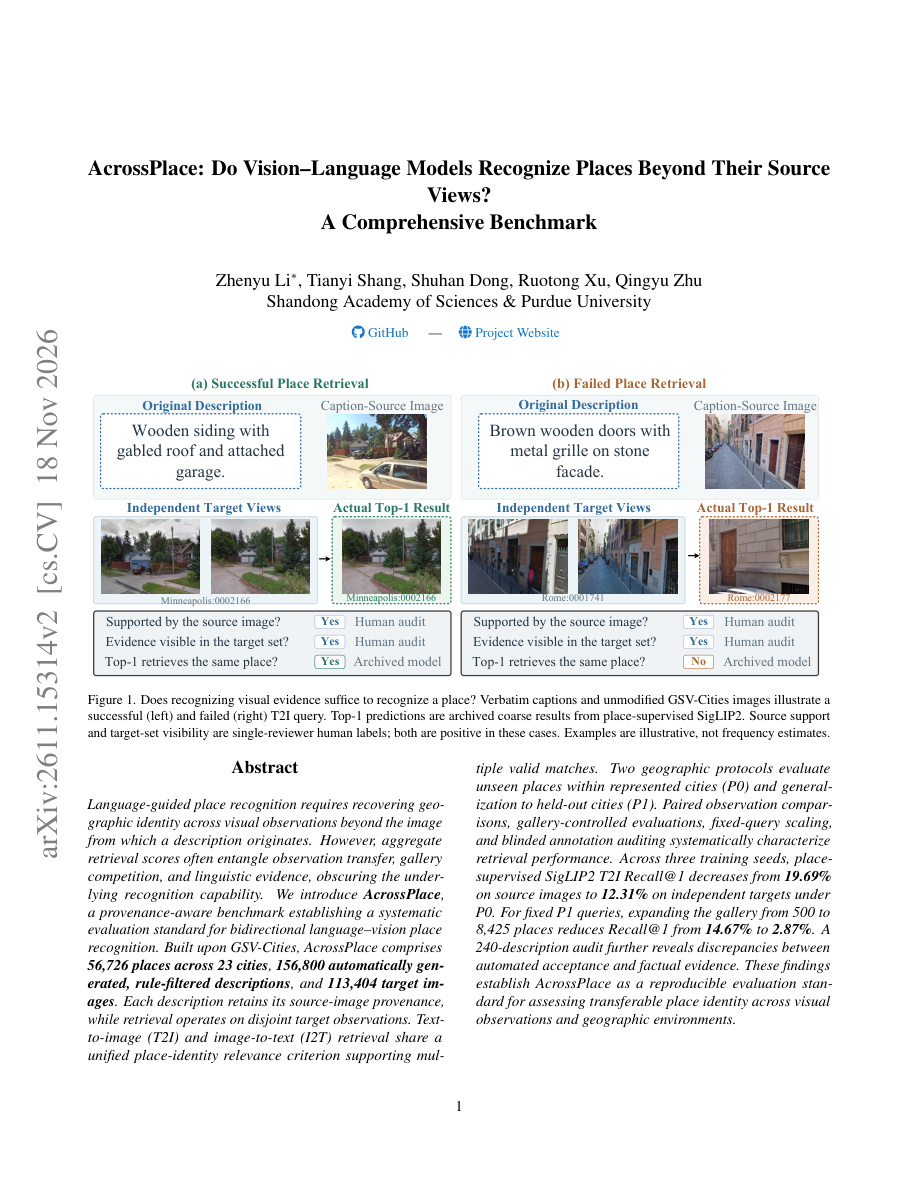 AcrossPlace: Do Vision–Language Models Recognize Places Beyond Their Source
Views?
A Comprehensive Benchmark
Zhenyu Li*, Tianyi Shang, Shuhan Dong, Ruotong Xu, Qingyu Zhu
Shandong Academy of Sciences & Purdue University
GitHub — Project Website
arXiv:2611.15314v2 [cs.CV] 18 Nov 2026
(a) Successful Place Retrieval
Original Description
Caption-Source Image
Wooden siding with
gabled roof and attached
garage.
Independent Target Views
Actual Top-1 Result
Minneapolis:0002166
Minneapolis:0002166
Supported by the source image? Yes Human audit
Evidence visible in the target set? Yes Human audit
Top-1 retrieves the same place? Yes Archived model
(b) Failed Place Retrieval
Original Description
Caption-Source Image
Brown wooden doors with
metal grille on stone
facade.
Independent Target Views
Actual Top-1 Result
Rome:0001741
Rome:0002177
Supported by the source image? Yes Human audit
Evidence visible in the target set? Yes Human audit
Top-1 retrieves the same place? No Archived model
Figure 1. Does recognizing visual evidence suffice to recognize a place? Verbatim captions and unmodified GSV-Cities images illustrate a
successful (left) and failed (right) T2I query. Top-1 predictions are archived coarse results from place-supervised SigLIP2. Source support
and target-set visibility are single-reviewer human labels; both are positive in these cases. Examples are illustrative, not frequency estimates.
Abstract
Language-guided place recognition requires recovering geo-
graphic identity across visual observations beyond the image
from which a description originates. However, aggregate
retrieval scores often entangle observation transfer, gallery
competition, and linguistic evidence, obscuring the under-
lying recognition capability. We introduce AcrossPlace,
a provenance-aware benchmark establishing a systematic
evaluation standard for bidirectional language–vision place
recognition. Built upon GSV-Cities, AcrossPlace comprises
56,726 places across 23 cities, 156,800 automatically gen-
erated, rule-filtered descriptions, and 113,404 target im-
ages. Each description retains its source-image provenance,
while retrieval operates on disjoint target observations. Text-
to-image (T2I) and image-to-text (I2T) retrieval share a
unified place-identity relevance criterion supporting mul-
tiple valid matches. Two geographic protocols evaluate
unseen places within represented cities (P0) and general-
ization to held-out cities (P1). Paired observation compar-
isons, gallery-controlled evaluations, fixed-query scaling,
and blinded annotation auditing systematically characterize
retrieval performance. Across three training seeds, place-
supervised SigLIP2 T2I Recall@1 decreases from 19.69%
on source images to 12.31% on independent targets under
P0. For fixed P1 queries, expanding the gallery from 500 to
8,425 places reduces Recall@1 from 14.67% to 2.87%. A
240-description audit further reveals discrepancies between
automated acceptance and factual evidence. These findings
establish AcrossPlace as a reproducible evaluation stan-
dard for assessing transferable place identity across visual
observations and geographic environments.
1